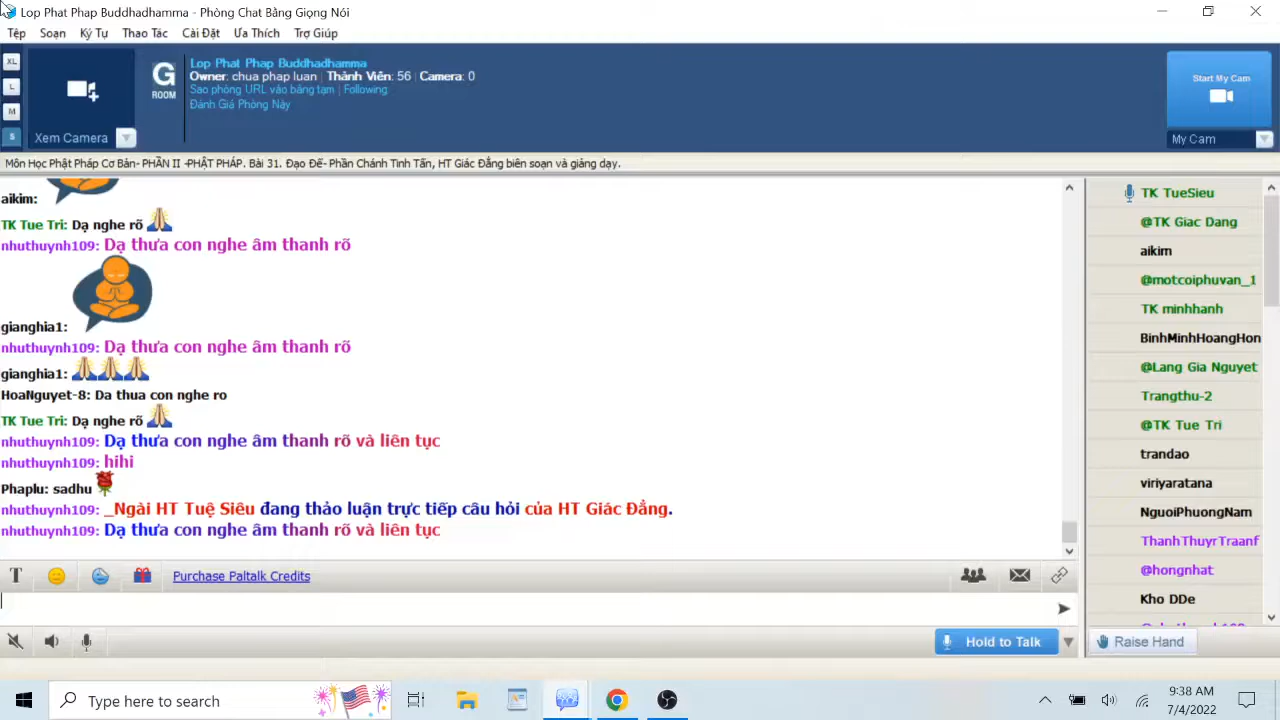 Lop Phat Phap Buddhadhamma - Phòng Chat Bằng Giọng Nói
Tệp Soạn Ký Tự Thao Tác Cài Đặt Ưa Thích Trợ Giúp
XL
L
M
S
Xem Camera
G
ROOM
Lop Phat Phap Buddhadhamma
Owner: chua phap luan | Thành Viên: 56 | Camera: 0
Sao phòng URL vào bảng tạm | Following:
Đánh Giá Phòng Này
Start My Cam
My Cam
Môn Học Phật Pháp Cơ Bản- PHẦN II -PHẬT PHÁP. Bài 31. Đạo Đế- Phần Chánh Tinh Tấn, HT Giác Đẳng biên soạn và giảng dạy.
aikim:
TK Tue Tri: Dạ nghe rõ
nhuthuynh109: Dạ thưa con nghe âm thanh rõ
gianghia1:
nhuthuynh109: Dạ thưa con nghe âm thanh rõ
gianghia1:
HoaNguyet-8: Da thua con nghe ro
TK Tue Tri: Dạ nghe rõ
nhuthuynh109: Dạ thưa con nghe âm thanh rõ và liên tục
nhuthuynh109: hihi
Phaplu: sadhu
nhuthuynh109: _Ngài HT Tuệ Siêu đang thảo luận trực tiếp câu hỏi của HT Giác Đẳng.
nhuthuynh109: Dạ thưa con nghe âm thanh rõ và liên tục
TK TueSieu
@TK Giac Dang
aikim
@motcoiphuvan_1
TK minhhanh
BinhMinhHoangHon
@Lang Gia Nguyet
Trangthu-2
@TK Tue Tri
trandao
viriyaratana
NguoiPhuongNam
ThanhThuyrTraanf
@hongnhat
Kho DDe
T
Purchase Paltalk Credits
Hold to Talk
Raise Hand
Type here to search
9:38 AM
7/4/2022